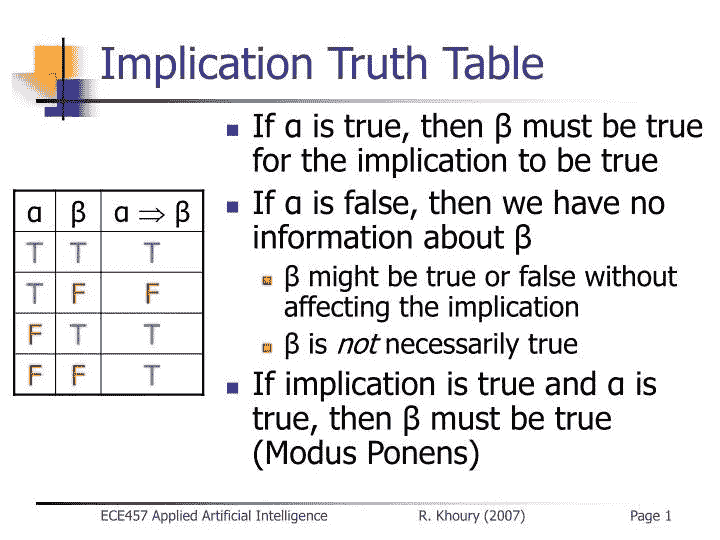 Implication Truth Table
If α is true, then β must be true
for the implication to be true
If α is false, then we have no
information about β
β might be true or false without
affecting the implication
β is not necessarily true
If implication is true and α is
true, then β must be true
(Modus Ponens)
α β α ⇒ β
T T T
T F F
F T T
F F T
ECE457 Applied Artificial Intelligence R. Khoury (2007) Page 1